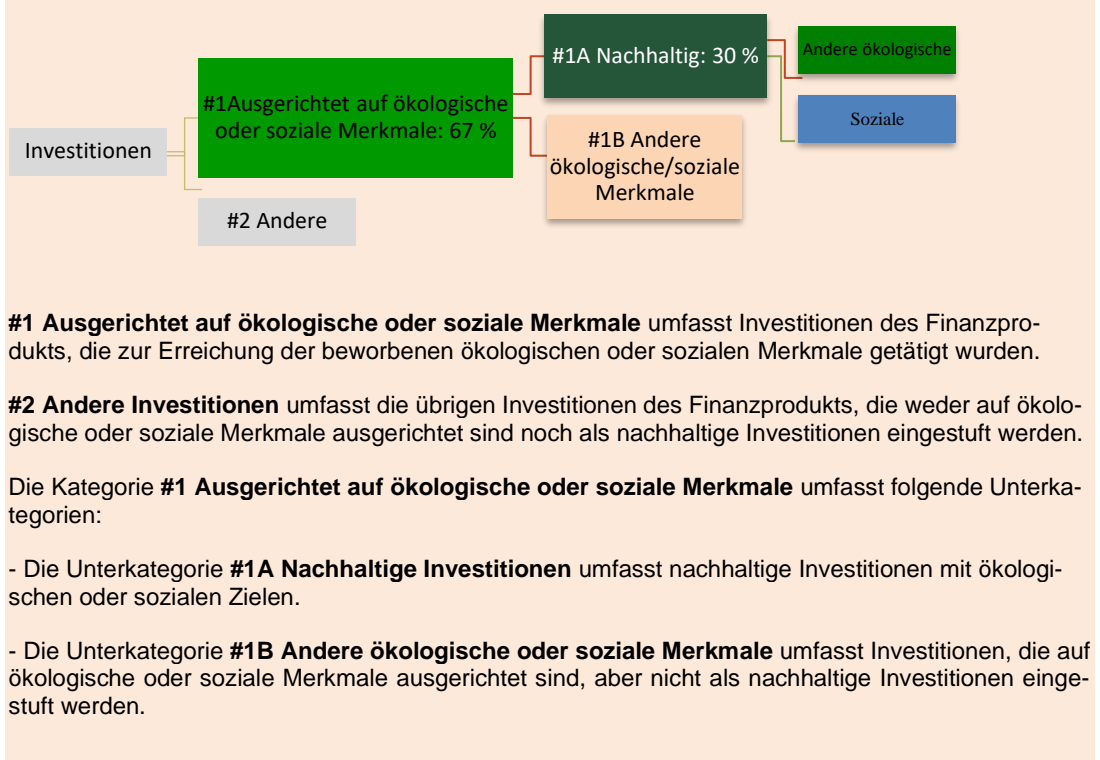 Investitionen
#1Ausgerichtet auf ökologische
oder soziale Merkmale: 67 %
#2 Andere
#1A Nachhaltig: 30 %
#1B Andere
ökologische/soziale
Merkmale
Andere ökologische
Soziale
#1 Ausgerichtet auf ökologische oder soziale Merkmale umfasst Investitionen des Finanzpro-
dukts, die zur Erreichung der beworbenen ökologischen oder sozialen Merkmale getätigt wurden.
#2 Andere Investitionen umfasst die übrigen Investitionen des Finanzprodukts, die weder auf ökolo-
gische oder soziale Merkmale ausgerichtet sind noch als nachhaltige Investitionen eingestuft werden.
Die Kategorie #1 Ausgerichtet auf ökologische oder soziale Merkmale umfasst folgende Unterka-
tegorien:
- Die Unterkategorie #1A Nachhaltige Investitionen umfasst nachhaltige Investitionen mit ökologi-
schen oder sozialen Zielen.
- Die Unterkategorie #1B Andere ökologische oder soziale Merkmale umfasst Investitionen, die auf
ökologische oder soziale Merkmale ausgerichtet sind, aber nicht als nachhaltige Investitionen einge-
stuft werden.